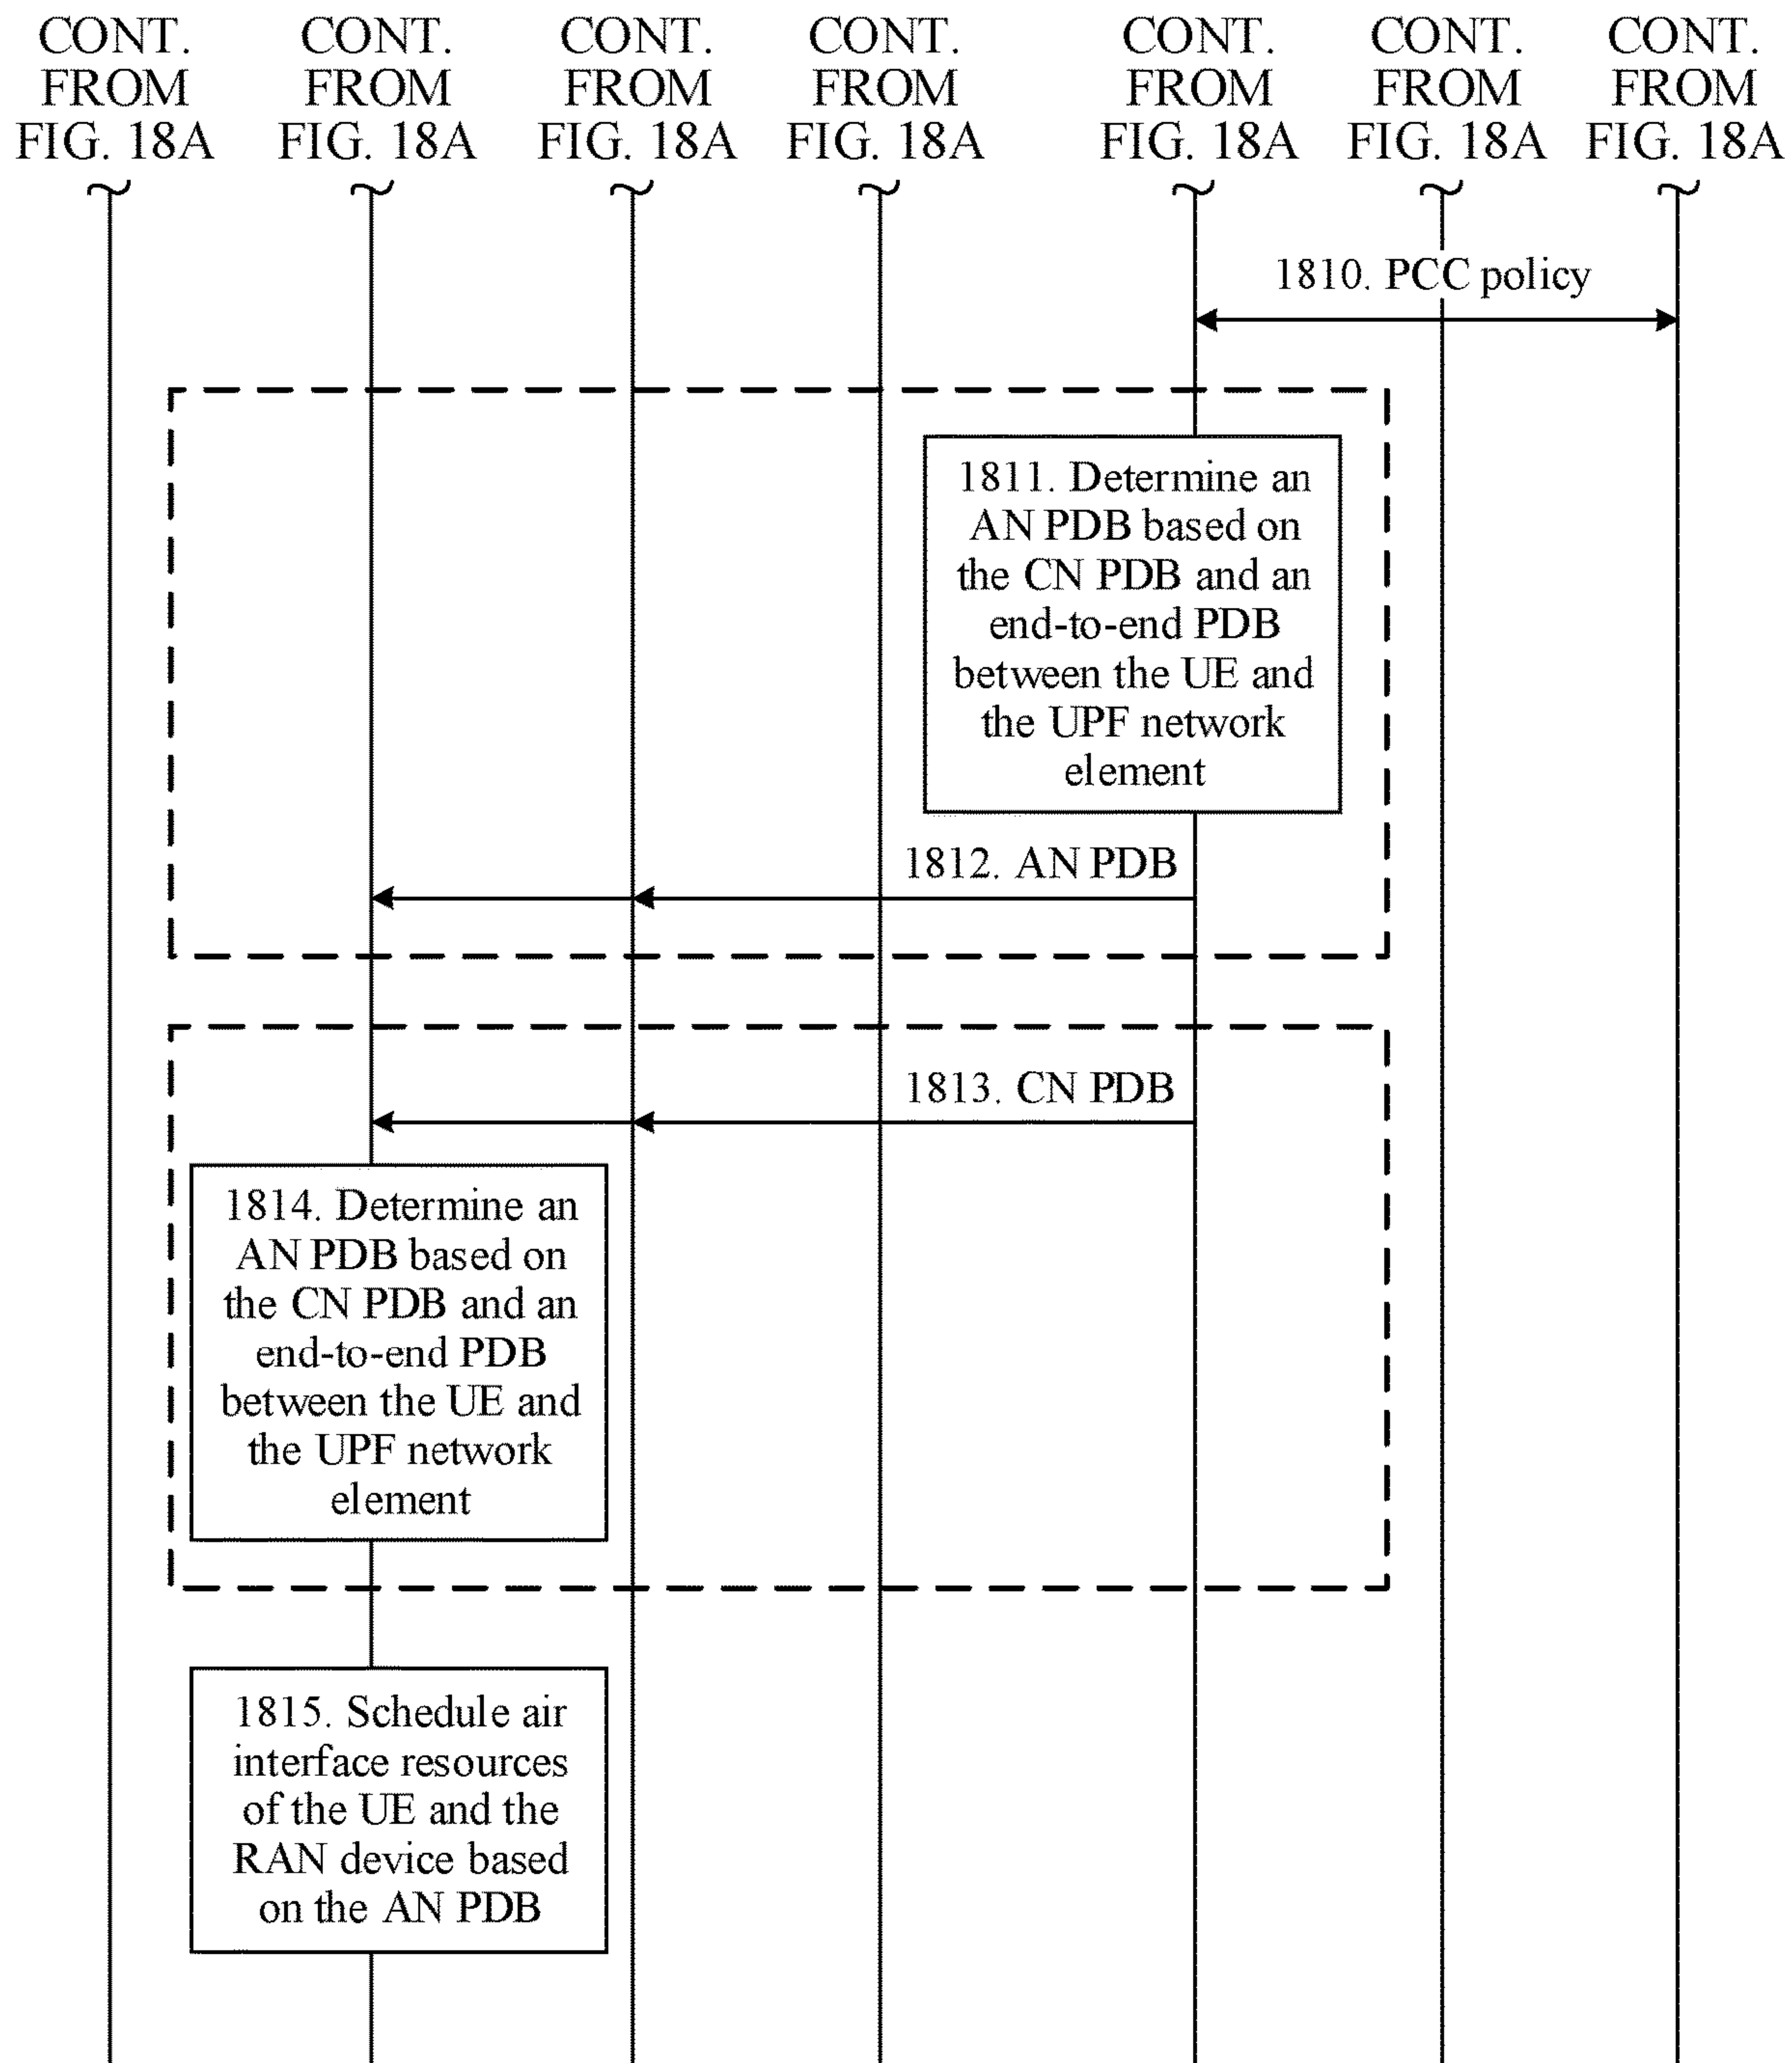 CONT.
FROM
FIG. 18A
CONT.
FROM
FIG. 18A
CONT.
FROM
FIG. 18A
CONT.
FROM
FIG. 18A
CONT.
FROM
FIG. 18A
CONT.
FROM
FIG. 18A
CONT.
FROM
FIG. 18A
1810. PCC policy
1811. Determine an
AN PDB based on
the CN PDB and an
end-to-end PDB
between the UE and
the UPF network
element
1812. AN PDB
1813. CN PDB
1814. Determine an
AN PDB based on
the CN PDB and an
end-to-end PDB
between the UE and
the UPF network
element
1815. Schedule air
interface resources
of the UE and the
RAN device based
on the AN PDB